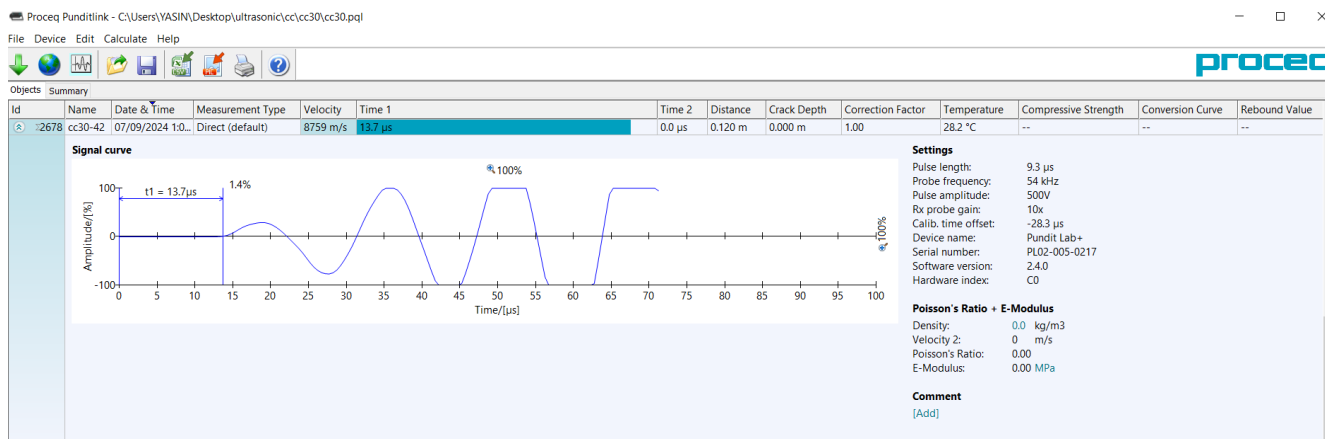 Proceq Punditlink - C:\Users\YASIN\Desktop\ultrasonic\cc\cc30\cc30.pql
File Device Edit Calculate Help
proceq
Objects Summary
Id Name Date & Time Measurement Type Velocity Time 1 Time 2 Distance Crack Depth Correction Factor Temperature Compressive Strength Conversion Curve Rebound Value
2678 cc30-42 07/09/2024 1:0... Direct (default) 8759 m/s 13.7 µs 0.0 µs 0.120 m 0.000 m 1.00 28.2 °C -- -- --
Signal curve
100%
t1 = 13.7µs
1.4%
100
0
-100
Amplitude/[%]
100%
0 5 10 15 20 25 30 35 40 45 50 55 60 65 70 75 80 85 90 95 100
Time/[µs]
Settings
Pulse length: 9.3 µs
Probe frequency: 54 kHz
Pulse amplitude: 500V
Rx probe gain: 10x
Calib. time offset: -28.3 µs
Device name: Pundit Lab+
Serial number: PL02-005-0217
Software version: 2.4.0
Hardware index: C0
Poisson's Ratio + E-Modulus
Density: 0.0 kg/m3
Velocity 2: 0 m/s
Poisson's Ratio: 0.00
E-Modulus: 0.00 MPa
Comment
[Add]